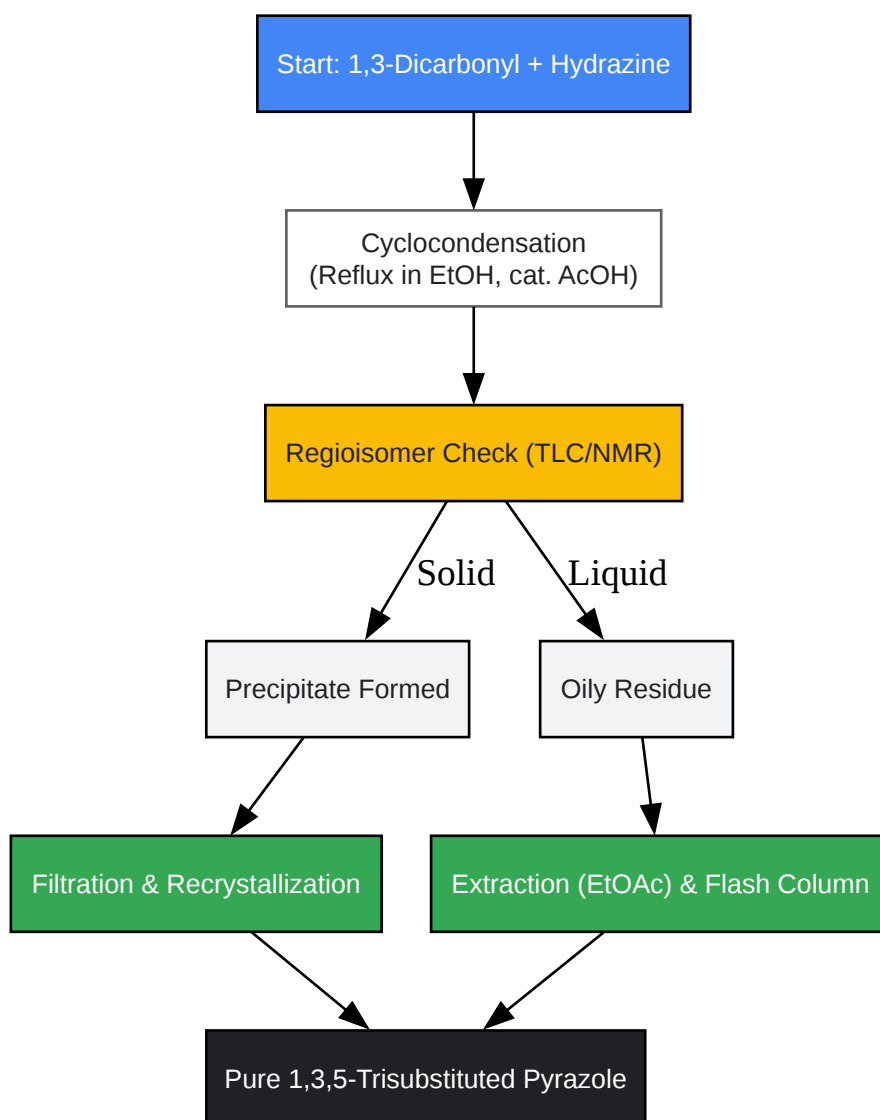 Start: 1,3-Dicarbonyl + Hydrazine
Cyclocondensation
(Reflux in EtOH, cat. AcOH)
Regioisomer Check (TLC/NMR)
Solid
Liquid
Precipitate Formed
Oily Residue
Filtration & Recrystallization
Extraction (EtOAc) & Flash Column
Pure 1,3,5-Trisubstituted Pyrazole